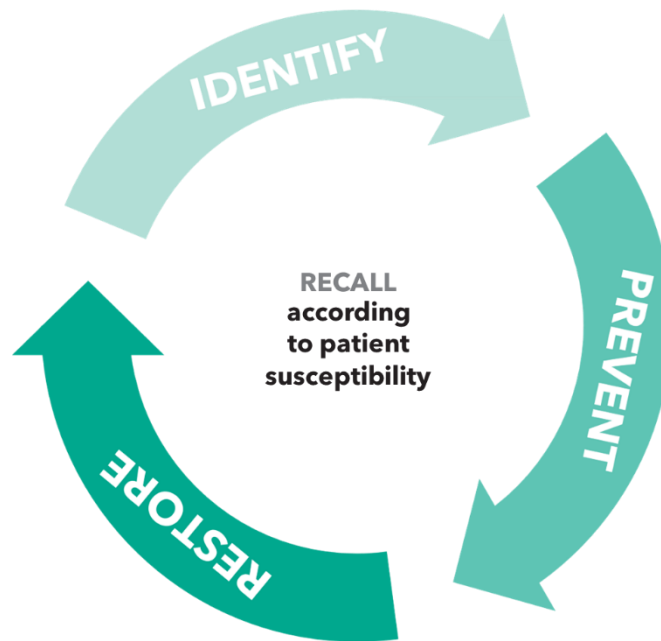 IDENTIFY
PREVENT
RESTORE
RECALL
according
to patient
susceptibility